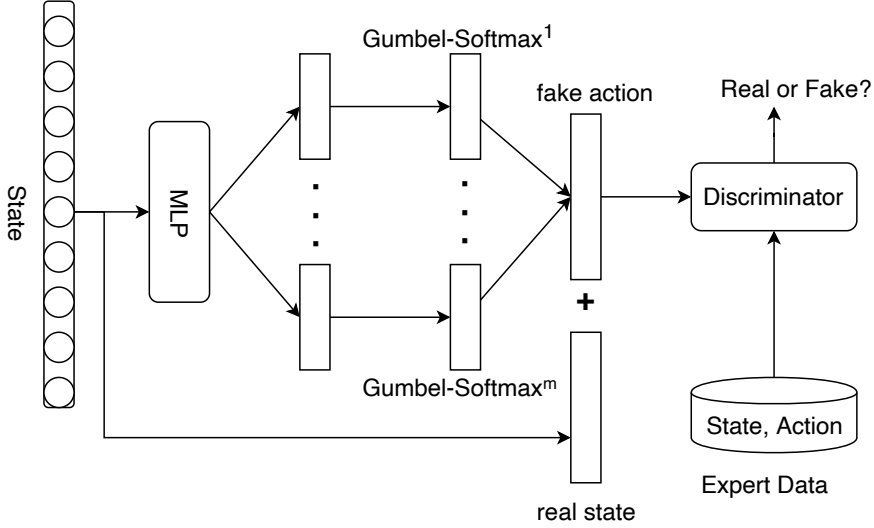 Gumbel-Softmax1
fake action
Real or Fake?
State
MLP
Discriminator
+
Gumbel-Softmaxm
State, Action
Expert Data
real state